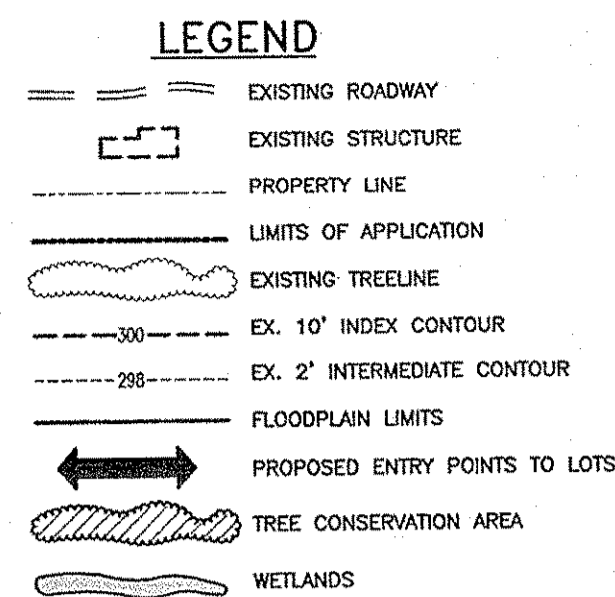 LEGEND
EXISTING ROADWAY
EXISTING STRUCTURE
PROPERTY LINE
LIMITS OF APPLICATION
EXISTING TREELINE
300 EX. 10' INDEX CONTOUR
298 EX. 2' INTERMEDIATE CONTOUR
FLOODPLAIN LIMITS
PROPOSED ENTRY POINTS TO LOTS
TREE CONSERVATION AREA
WETLANDS